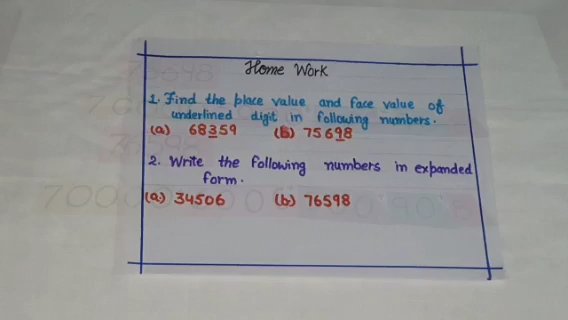 Home Work
1. Find the place value and face value of
underlined digit in following numbers.
(a) 68359 (b) 75698
2. Write the following numbers in expanded
form.
(a) 34506 (b) 76598